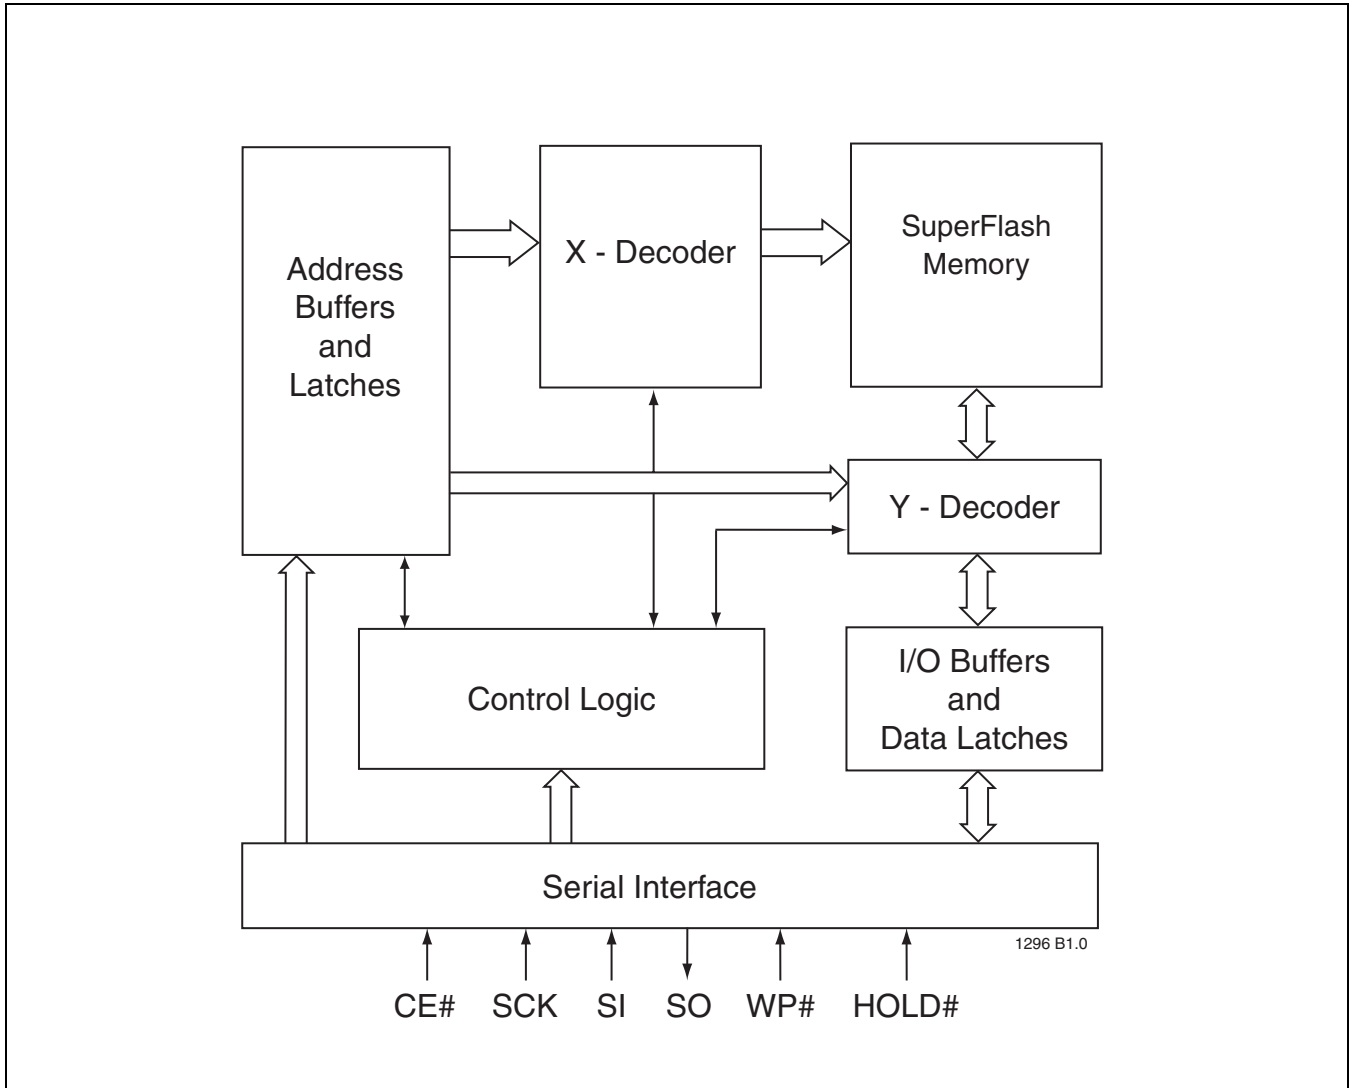 Address
Buffers
and
Latches
X - Decoder
SuperFlash
Memory
Y - Decoder
Control Logic
I/O Buffers
and
Data Latches
Serial Interface
1296 B1.0
CE# SCK SI SO WP# HOLD#